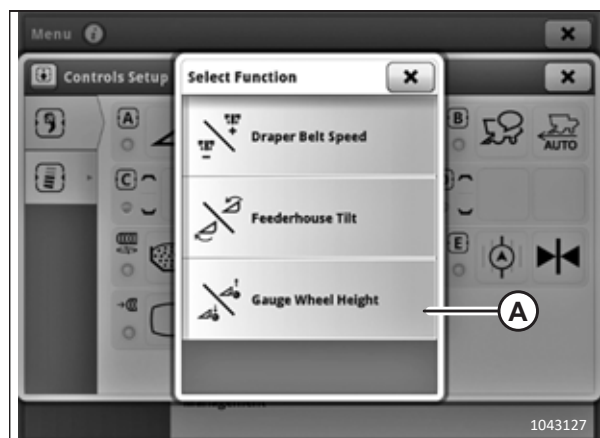 Menu i
Controls Setup
Select Function
A
B
AUTO
Draper Belt Speed
C
Feederhouse Tilt
E
Gauge Wheel Height
A
1043127